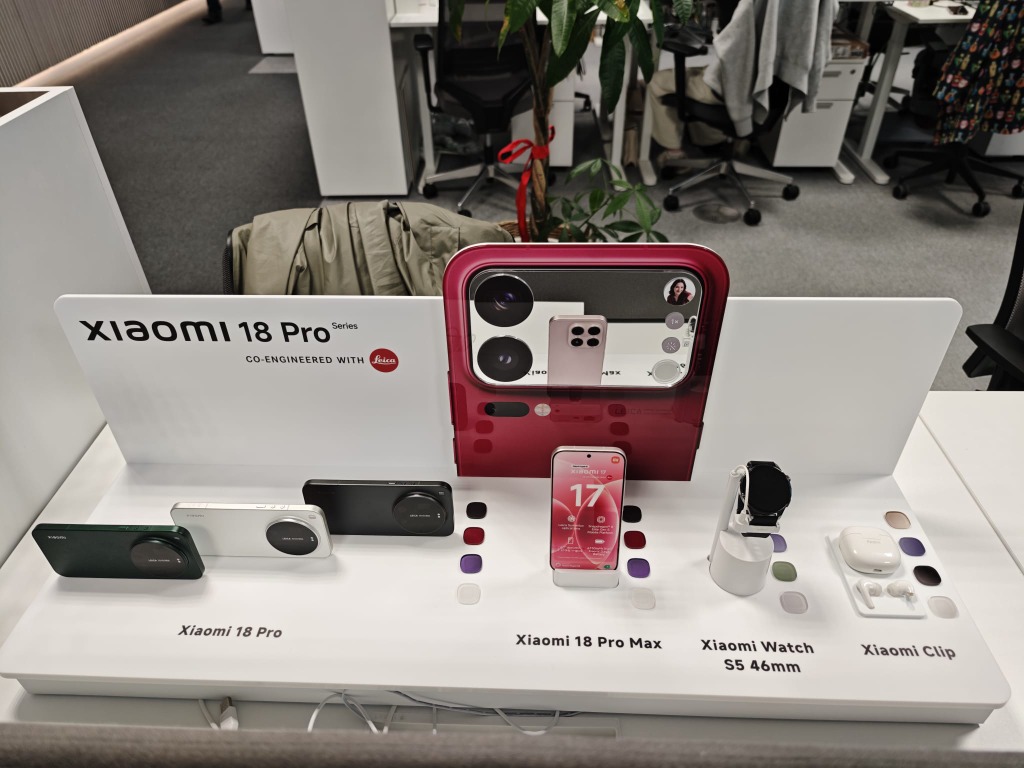 xiaomi 18 Pro Series
CO-ENGINEERED WITH Leica
Max
17
Xiaomi 18 Pro
Xiaomi 18 Pro Max
Xiaomi Watch
S5 46mm
Xiaomi Clip